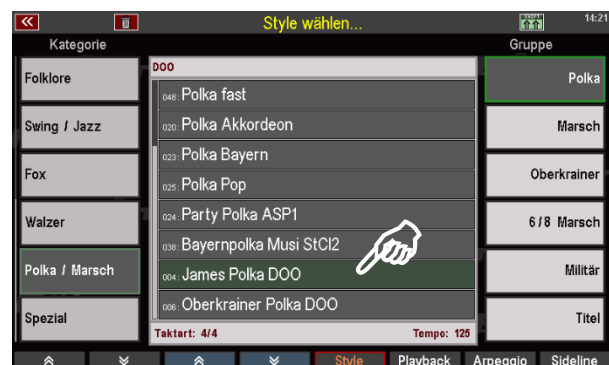 Style wählen...
14:21
Kategorie
Gruppe
Folklore
Swing / Jazz
Fox
Walzer
Polka / Marsch
Spezial
DOO
048: Polka fast
020: Polka Akkordeon
023: Polka Bayern
025: Polka Pop
024: Party Polka ASP1
038: Bayernpolka Musi StCl2
004: James Polka DOO
006: Oberkrainer Polka DOO
Taktart: 4/4
Tempo: 125
Polka
Marsch
Oberkrainer
6/8 Marsch
Militär
Titel
Style
Playback
Arpeggio
Sideline